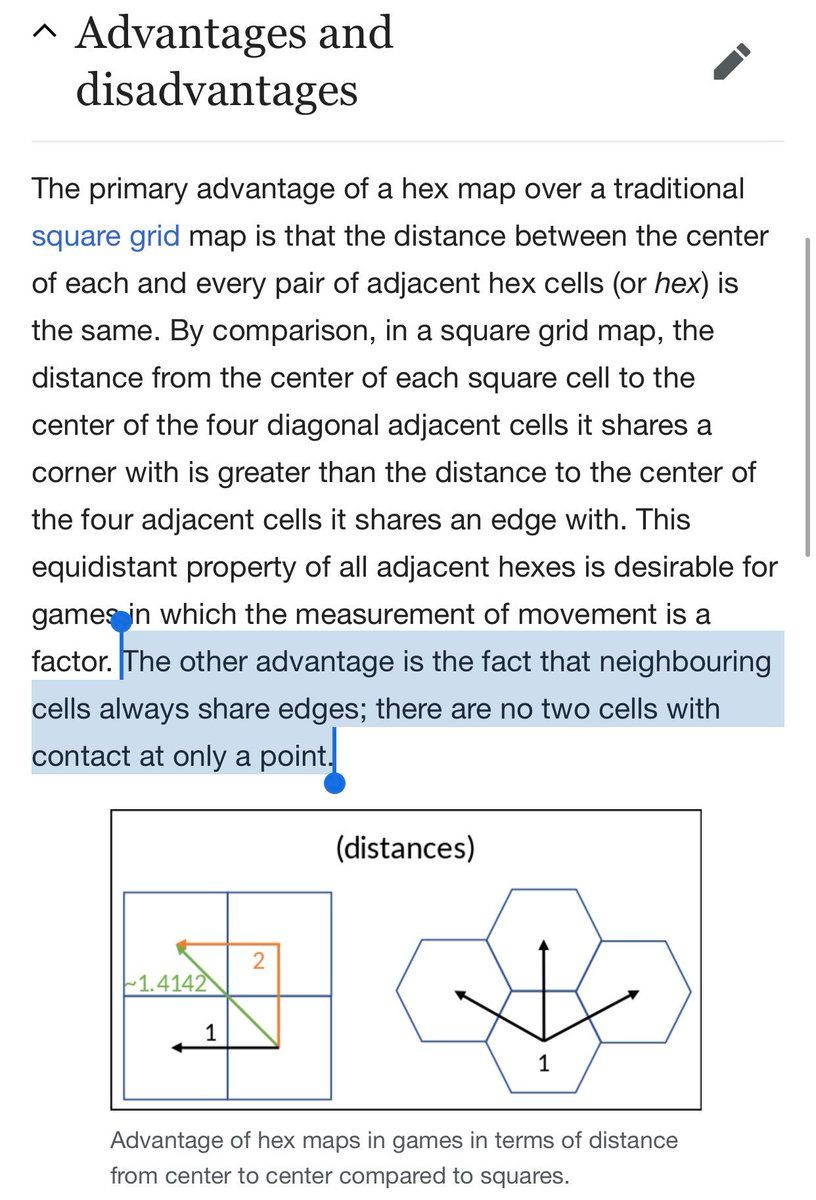 Advantages and
disadvantages
The primary advantage of a hex map over a traditional
square grid map is that the distance between the center
of each and every pair of adjacent hex cells (or hex) is
the same. By comparison, in a square grid map, the
distance from the center of each square cell to the
center of the four diagonal adjacent cells it shares a
corner with is greater than the distance to the center of
the four adjacent cells it shares an edge with. This
equidistant property of all adjacent hexes is desirable for
games in which the measurement of movement is a
factor. The other advantage is the fact that neighbouring
cells always share edges; there are no two cells with
contact at only a point.
(distances)
2
~1.4142
1
1
Advantage of hex maps in games in terms of distance
from center to center compared to squares.